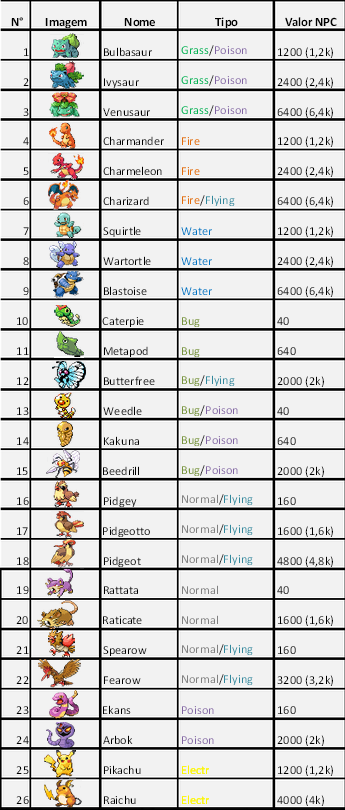 N° Imagem Nome Tipo Valor NPC
1 Bulbasaur Grass/Poison 1200 (1,2k)
2 Ivysaur Grass/Poison 2400 (2,4k)
3 Venusaur Grass/Poison 6400 (6,4k)
4 Charmander Fire 1200 (1,2k)
5 Charmeleon Fire 2400 (2,4k)
6 Charizard Fire/Flying 6400 (6,4k)
7 Squirtle Water 1200 (1,2k)
8 Wartortle Water 2400 (2,4k)
9 Blastoise Water 6400 (6,4k)
10 Caterpie Bug 40
11 Metapod Bug 640
12 Butterfree Bug/Flying 2000 (2k)
13 Weedle Bug/Poison 40
14 Kakuna Bug/Poison 640
15 Beedrill Bug/Poison 2000 (2k)
16 Pidgey Normal/Flying 160
17 Pidgeotto Normal/Flying 1600 (1,6k)
18 Pidgeot Normal/Flying 4800 (4,8k)
19 Rattata Normal 40
20 Raticate Normal 1600 (1,6k)
21 Spearow Normal/Flying 160
22 Fearow Normal/Flying 3200 (3,2k)
23 Ekans Poison 160
24 Arbok Poison 2000 (2k)
25 Pikachu Electr 1200 (1,2k)
26 Raichu Electr 4000 (4k)